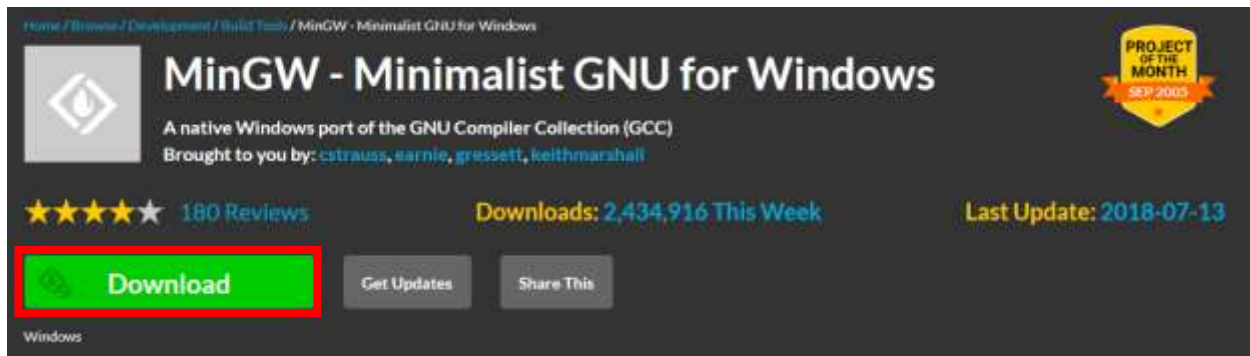 Home / Browse / Development / Build Tools / MinGW - Minimalist GNU for Windows
MinGW - Minimalist GNU for Windows
A native Windows port of the GNU Compiler Collection (GCC)
Brought to you by: cstrauss, earnie, gressett, keithmarshall
PROJECT
OF THE
MONTH
SEP 2005
180 Reviews
Downloads: 2,434,916 This Week
Last Update: 2018-07-13
Download
Get Updates
Share This
Windows